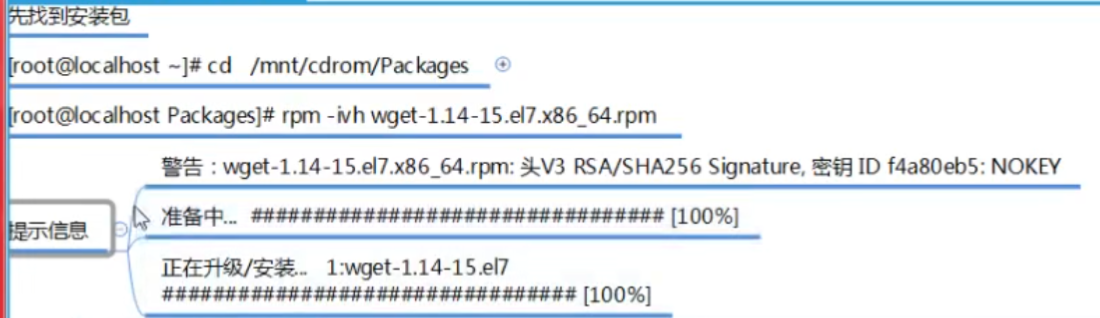 先找到安装包
[root@localhost ~]# cd /mnt/cdrom/Packages
[root@localhost Packages]# rpm -ivh wget-1.14-15.el7.x86_64.rpm
警告：wget-1.14-15.el7.x86_64.rpm: 头V3 RSA/SHA256 Signature, 密钥 ID f4a80eb5: NOKEY
提示信息
准备中... ################################# [100%]
正在升级/安装... 1:wget-1.14-15.el7
################################# [100%]